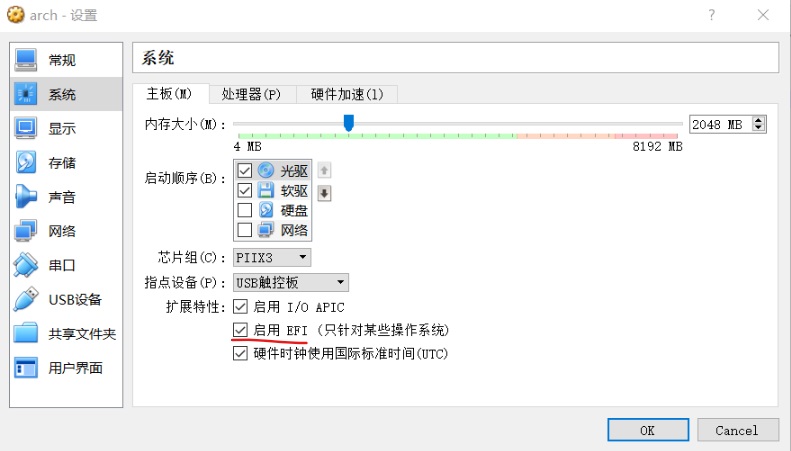 arch - 设置
常规
系统
显示
存储
声音
网络
串口
USB设备
共享文件夹
用户界面
系统
主板(M) 处理器(P) 硬件加速(l)
内存大小(M): 2048 MB
4 MB 8192 MB
启动顺序(B): 光驱
软驱
硬盘
网络
芯片组(C): PIIX3
指点设备(P): USB触控板
扩展特性: 启用 I/O APIC
启用 EFI (只针对某些操作系统)
硬件时钟使用国际标准时间(UTC)
OK Cancel